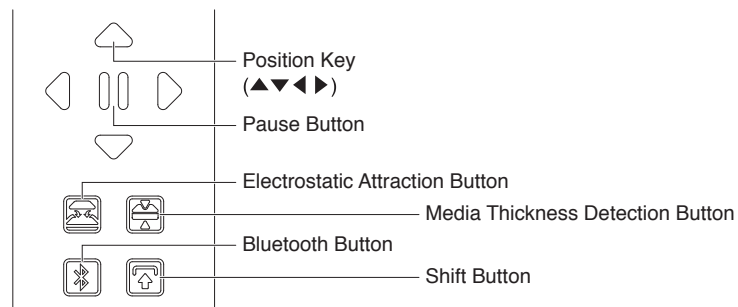 Position Key
(▲▼◀▶)
Pause Button
Electrostatic Attraction Button
Media Thickness Detection Button
Bluetooth Button
Shift Button